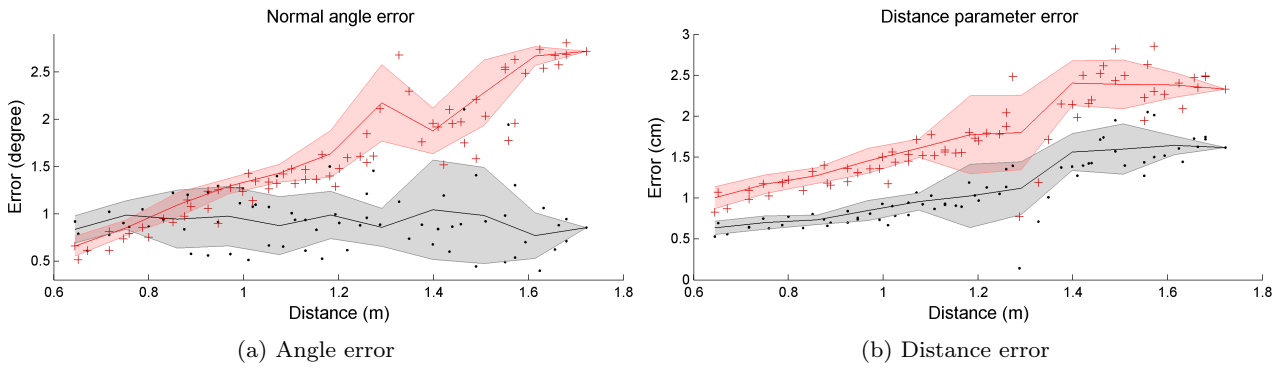 Normal angle error
Error (degree)
2.5
2
1.5
1
0.5
0.6 0.8 1 1.2 1.4 1.6 1.8
Distance (m)
(a) Angle error
Distance parameter error
Error (cm)
3
2.5
2
1.5
1
0.5
0
0.6 0.8 1 1.2 1.4 1.6 1.8
Distance (m)
(b) Distance error